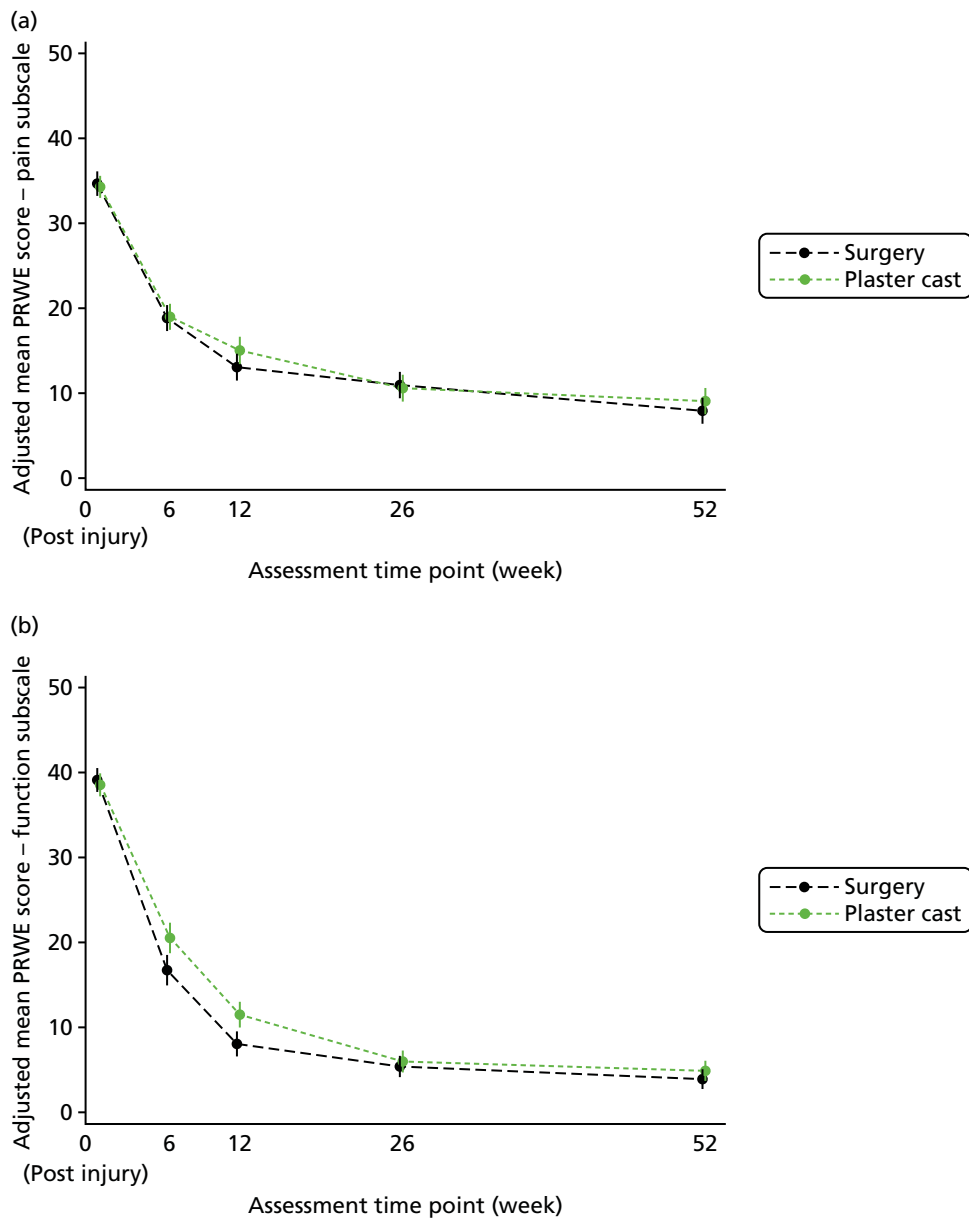 (a)
Adjusted mean PRWE score – pain subscale
50
40
30
20
10
0
0 6 12 26 52
(Post injury)
Assessment time point (week)
Surgery
Plaster cast
(b)
Adjusted mean PRWE score – function subscale
50
40
30
20
10
0
0 6 12 26 52
(Post injury)
Assessment time point (week)
Surgery
Plaster cast